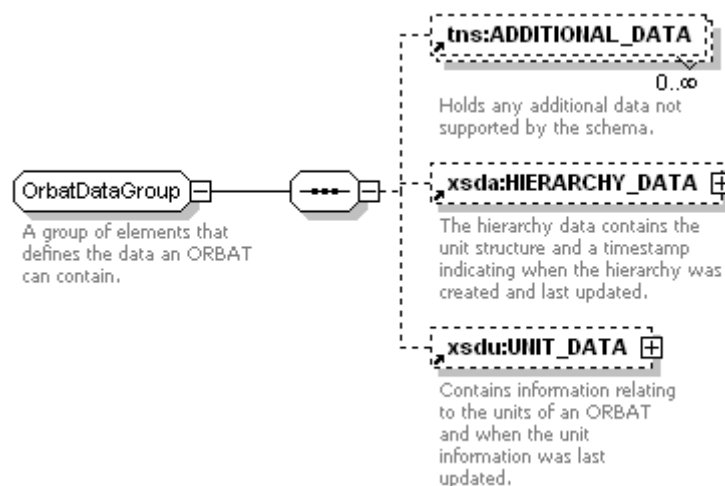 tns:ADDITIONAL_DATA
0..∞
Holds any additional data not
supported by the schema.
OrbatDataGroup
A group of elements that
defines the data an ORBAT
can contain.
xsda:HIERARCHY_DATA
The hierarchy data contains the
unit structure and a timestamp
indicating when the hierarchy was
created and last updated.
xsdu:UNIT_DATA
Contains information relating
to the units of an ORBAT
and when the unit
information was last
updated.